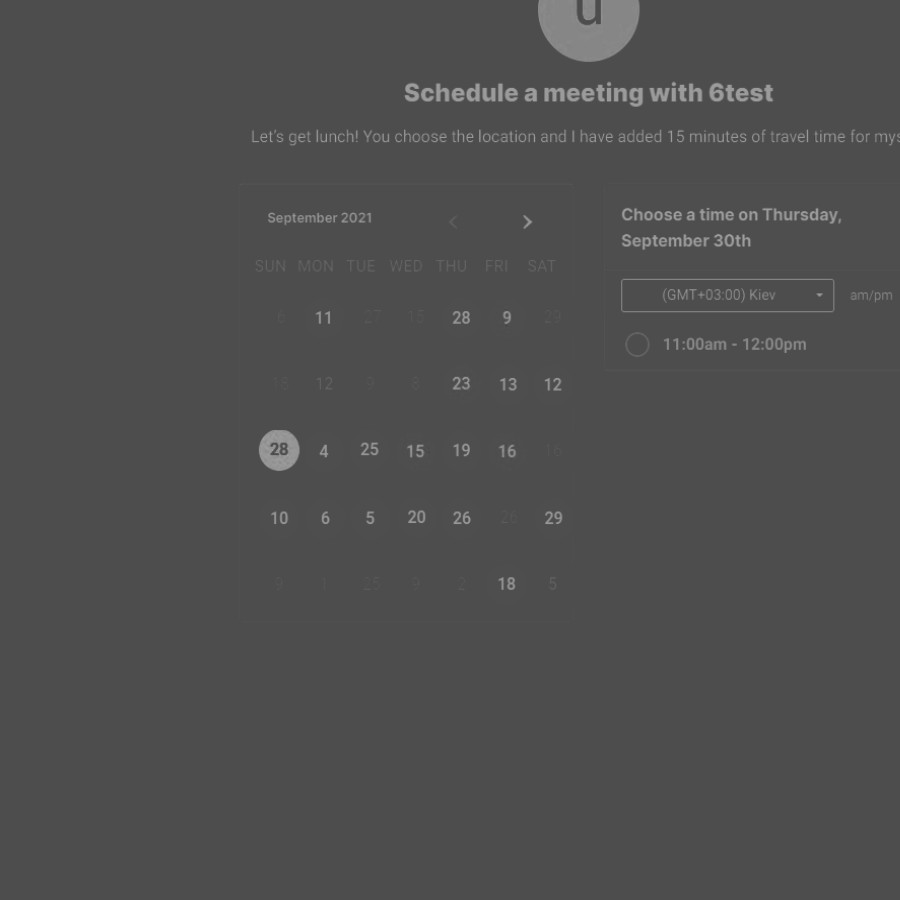 u
Schedule a meeting with 6test
Let's get lunch! You choose the location and I have added 15 minutes of travel time for mys
September 2021
SUN MON TUE WED THU FRI SAT
6 11 27 15 28 9 29
18 12 9 3 23 13 12
28 4 25 15 19 16 16
10 6 5 20 26 26 29
9 1 25 9 2 18 5
Choose a time on Thursday,
September 30th
(GMT+03:00) Kiev am/pm
11:00am - 12:00pm